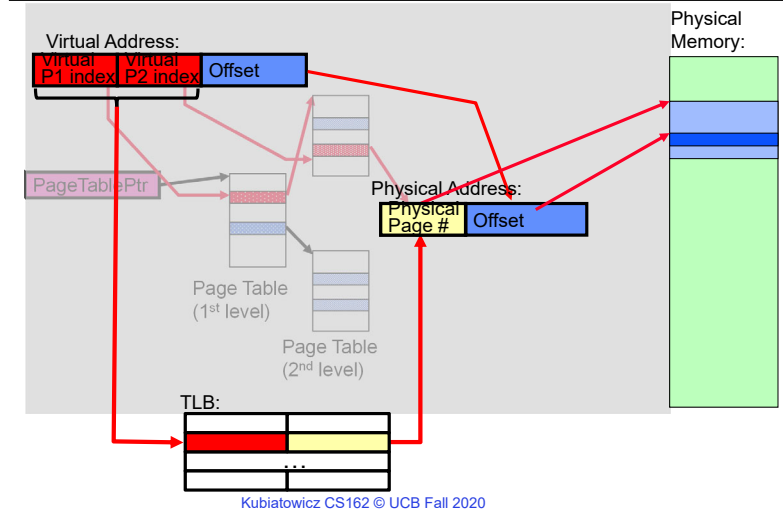 Virtual Address:
Virtual
P1 index
Virtual
P2 index
Offset
Physical
Memory:
PageTablePtr
Physical Address:
Physical
Page #
Offset
Page Table
(1st level)
Page Table
(2nd level)
TLB:
...
Kubiatowicz CS162 © UCB Fall 2020